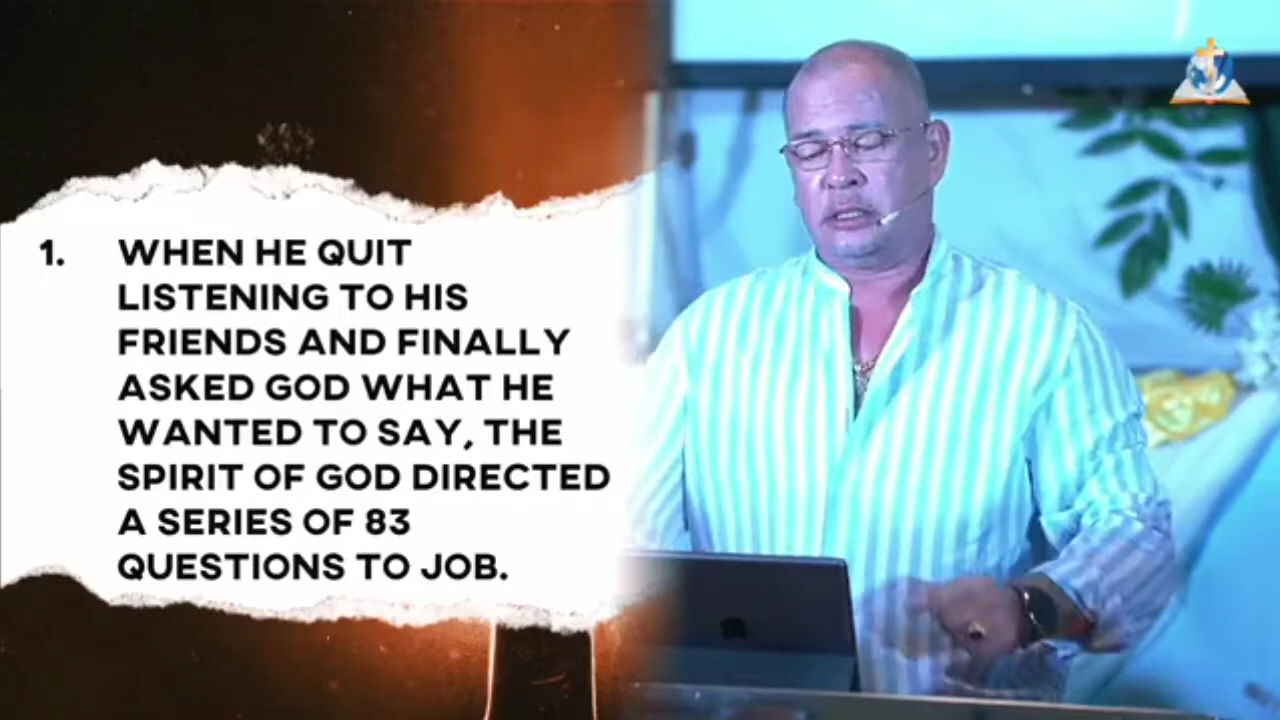 1. WHEN HE QUIT
LISTENING TO HIS
FRIENDS AND FINALLY
ASKED GOD WHAT HE
WANTED TO SAY, THE
SPIRIT OF GOD DIRECTED
A SERIES OF 83
QUESTIONS TO JOB.